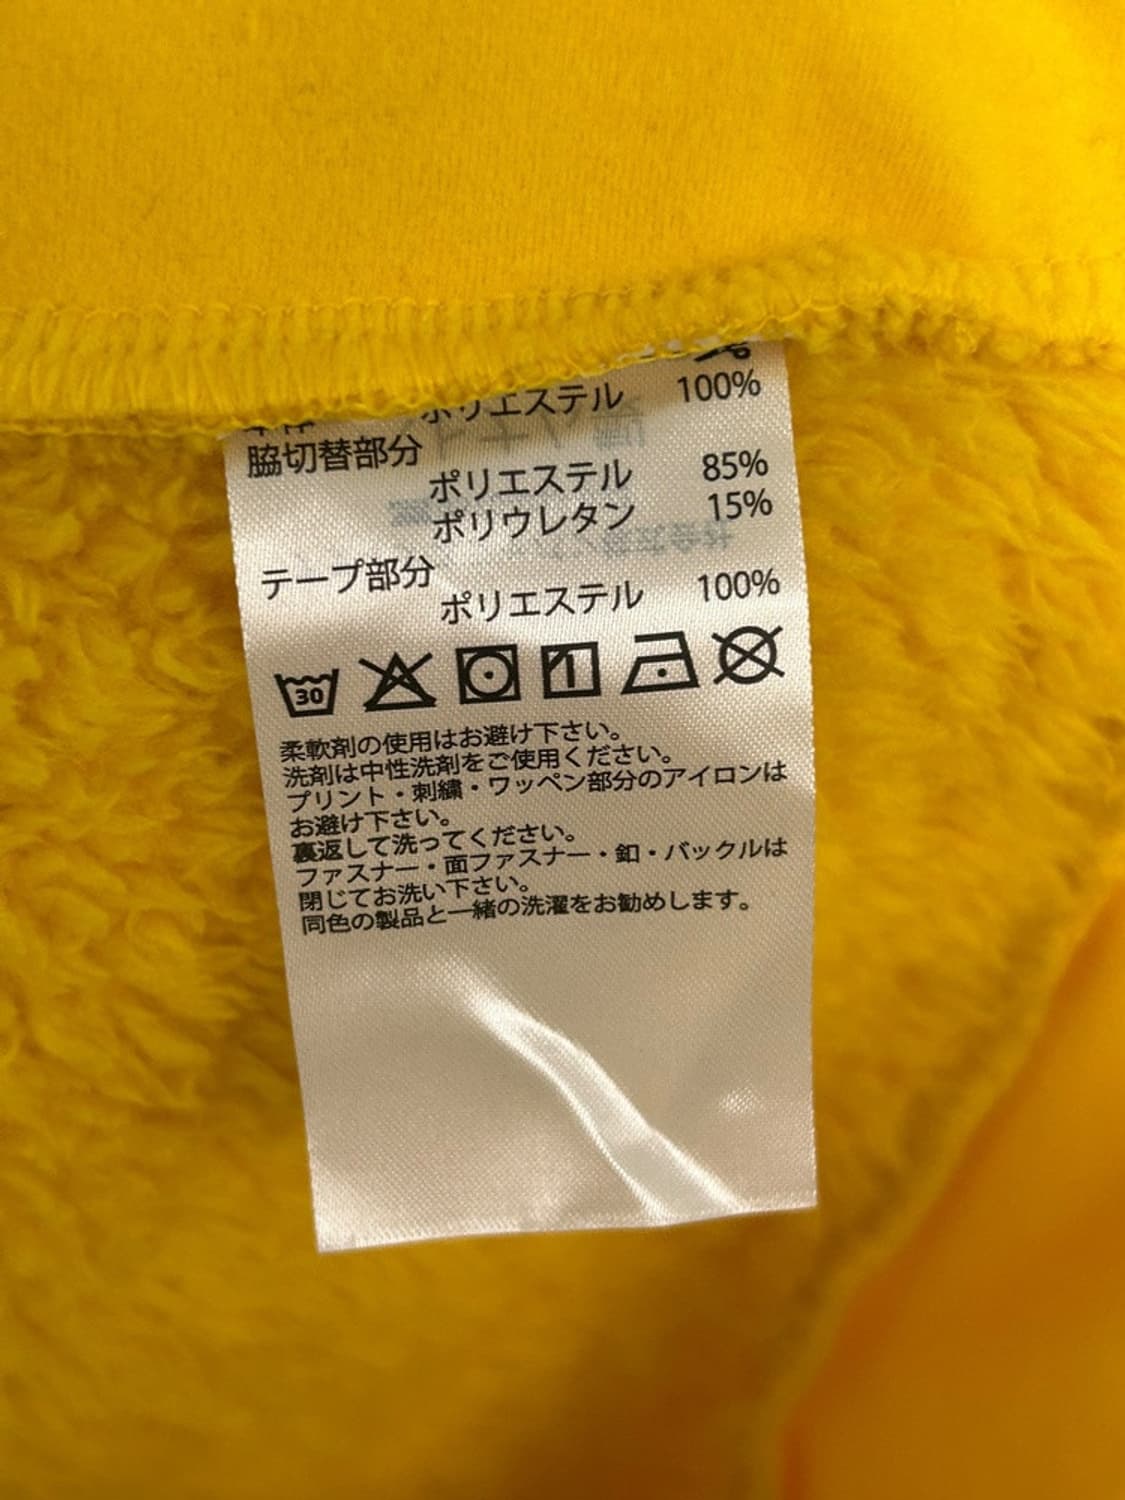 本体
ポリエステル 100%
脇切替部分
ポリエステル 85%
ポリウレタン 15%
テープ部分
ポリエステル 100%
30
柔軟剤の使用はお避け下さい。
洗剤は中性洗剤をご使用ください。
プリント・刺繍・ワッペン部分のアイロンは
お避け下さい。
裏返して洗ってください。
ファスナー・面ファスナー・釦・バックルは
閉じてお洗い下さい。
同色の製品と一緒の洗濯をお勧めします。